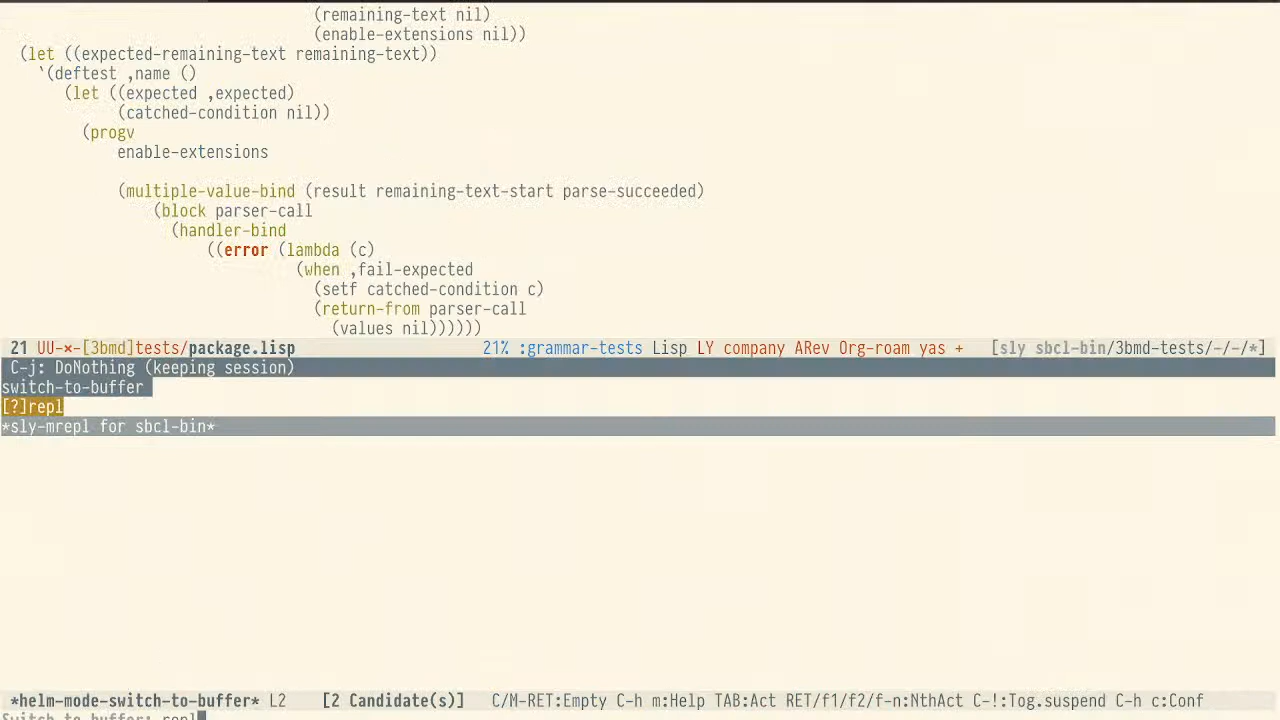 (remaining-text nil)
(enable-extensions nil))
(let ((expected-remaining-text remaining-text))
`(deftest ,name ()
(let ((expected ,expected)
(catched-condition nil))
(progv
enable-extensions
(multiple-value-bind (result remaining-text-start parse-succeeded)
(block parser-call
(handler-bind
((error (lambda (c)
(when ,fail-expected
(setf catched-condition c)
(return-from parser-call
(values nil))))))
21 UU-×-[3bmd]tests/package.lisp 21% :grammar-tests Lisp LY company ARev Org-roam yas + [sly sbcl-bin/3bmd-tests/-/-/*]
C-j: DoNothing (keeping session)
switch-to-buffer
[?]repl
*sly-mrepl for sbcl-bin*
*helm-mode-switch-to-buffer* L2 [2 Candidate(s)] C/M-RET:Empty C-h m:Help TAB:Act RET/f1/f2/f-n:NthAct C-!:Tog.suspend C-h c:Conf
Switch to buffer: repl